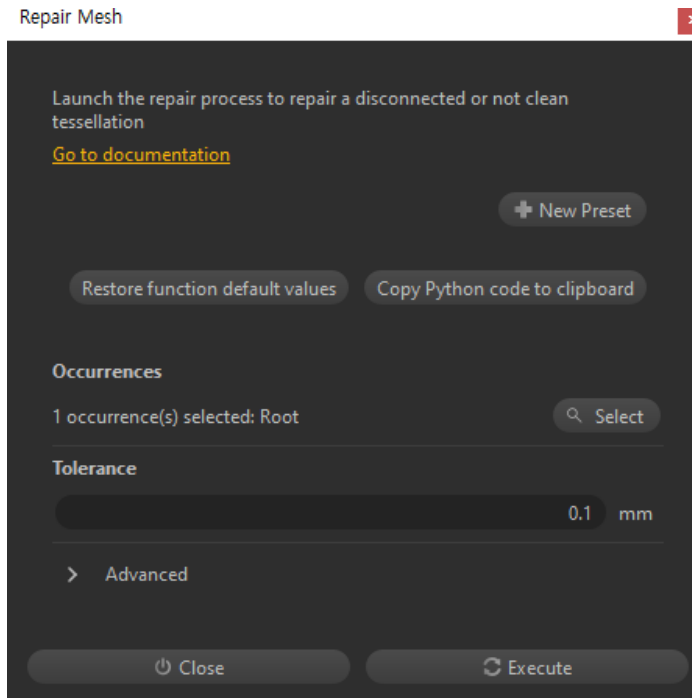 Repair Mesh
Launch the repair process to repair a disconnected or not clean
tessellation
Go to documentation
New Preset
Restore function default values
Copy Python code to clipboard
Occurrences
1 occurrence(s) selected: Root
Select
Tolerance
0.1 mm
Advanced
Close
Execute